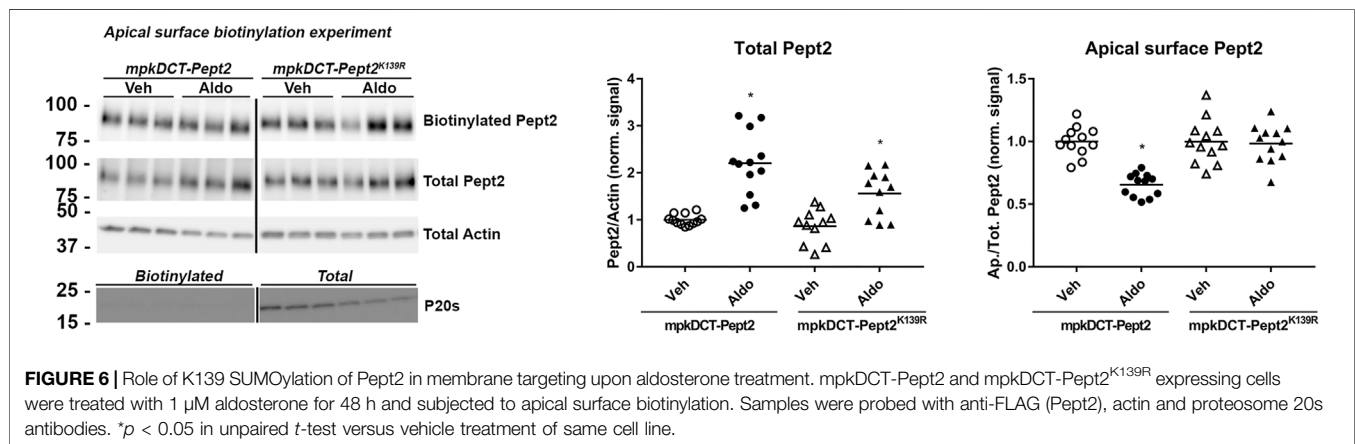 Apical surface biotinylation experiment
mpkDCT-Pept2 mpkDCT-Pept2K139R
Veh Aldo Veh Aldo
100 -
Biotinylated Pept2
75 -
100 -
Total Pept2
75 -
50 -
Total Actin
37 -
Biotinylated Total
25 -
P20s
15 -
Total Pept2
Pept2/Actin (norm. signal)
4
3
2
1
0
*
*
Veh Aldo Veh Aldo
mpkDCT-Pept2 mpkDCT-Pept2K139R
Apical surface Pept2
Ap./Tot. Pept2 (norm. signal)
1.5
1.0
0.5
0.0
*
Veh Aldo Veh Aldo
mpkDCT-Pept2 mpkDCT-Pept2K139R
FIGURE 6 | Role of K139 SUMOylation of Pept2 in membrane targeting upon aldosterone treatment. mpkDCT-Pept2 and mpkDCT-Pept2K139R expressing cells
were treated with 1 µM aldosterone for 48 h and subjected to apical surface biotinylation. Samples were probed with anti-FLAG (Pept2), actin and proteosome 20s
antibodies. *p < 0.05 in unpaired t-test versus vehicle treatment of same cell line.